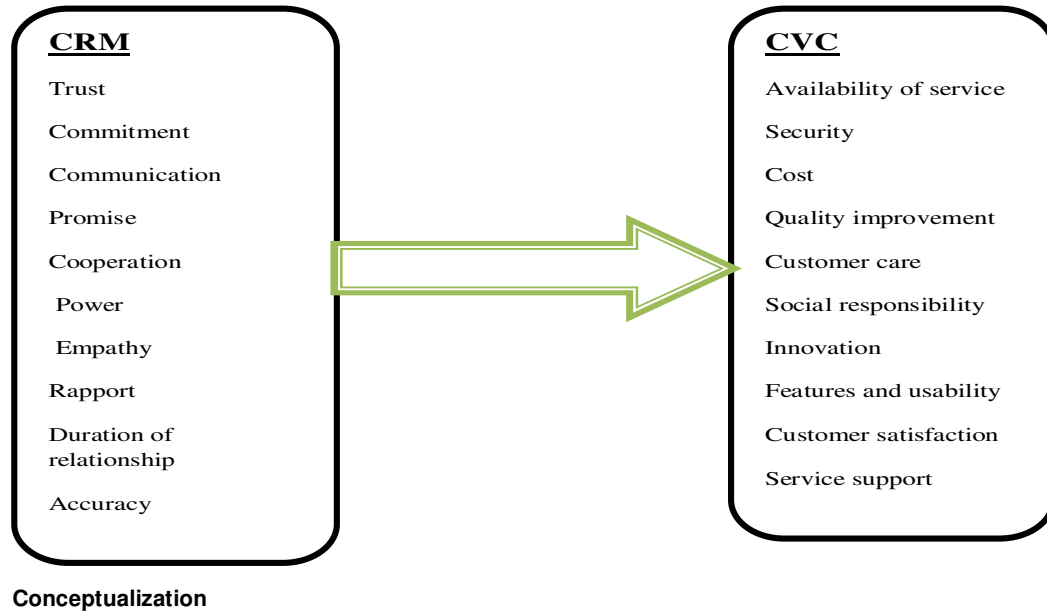 CRM
Trust
Commitment
Communication
Promise
Cooperation
Power
Empathy
Rapport
Duration of
relationship
Accuracy
CVC
Availability of service
Security
Cost
Quality improvement
Customer care
Social responsibility
Innovation
Features and usability
Customer satisfaction
Service support
Conceptualization